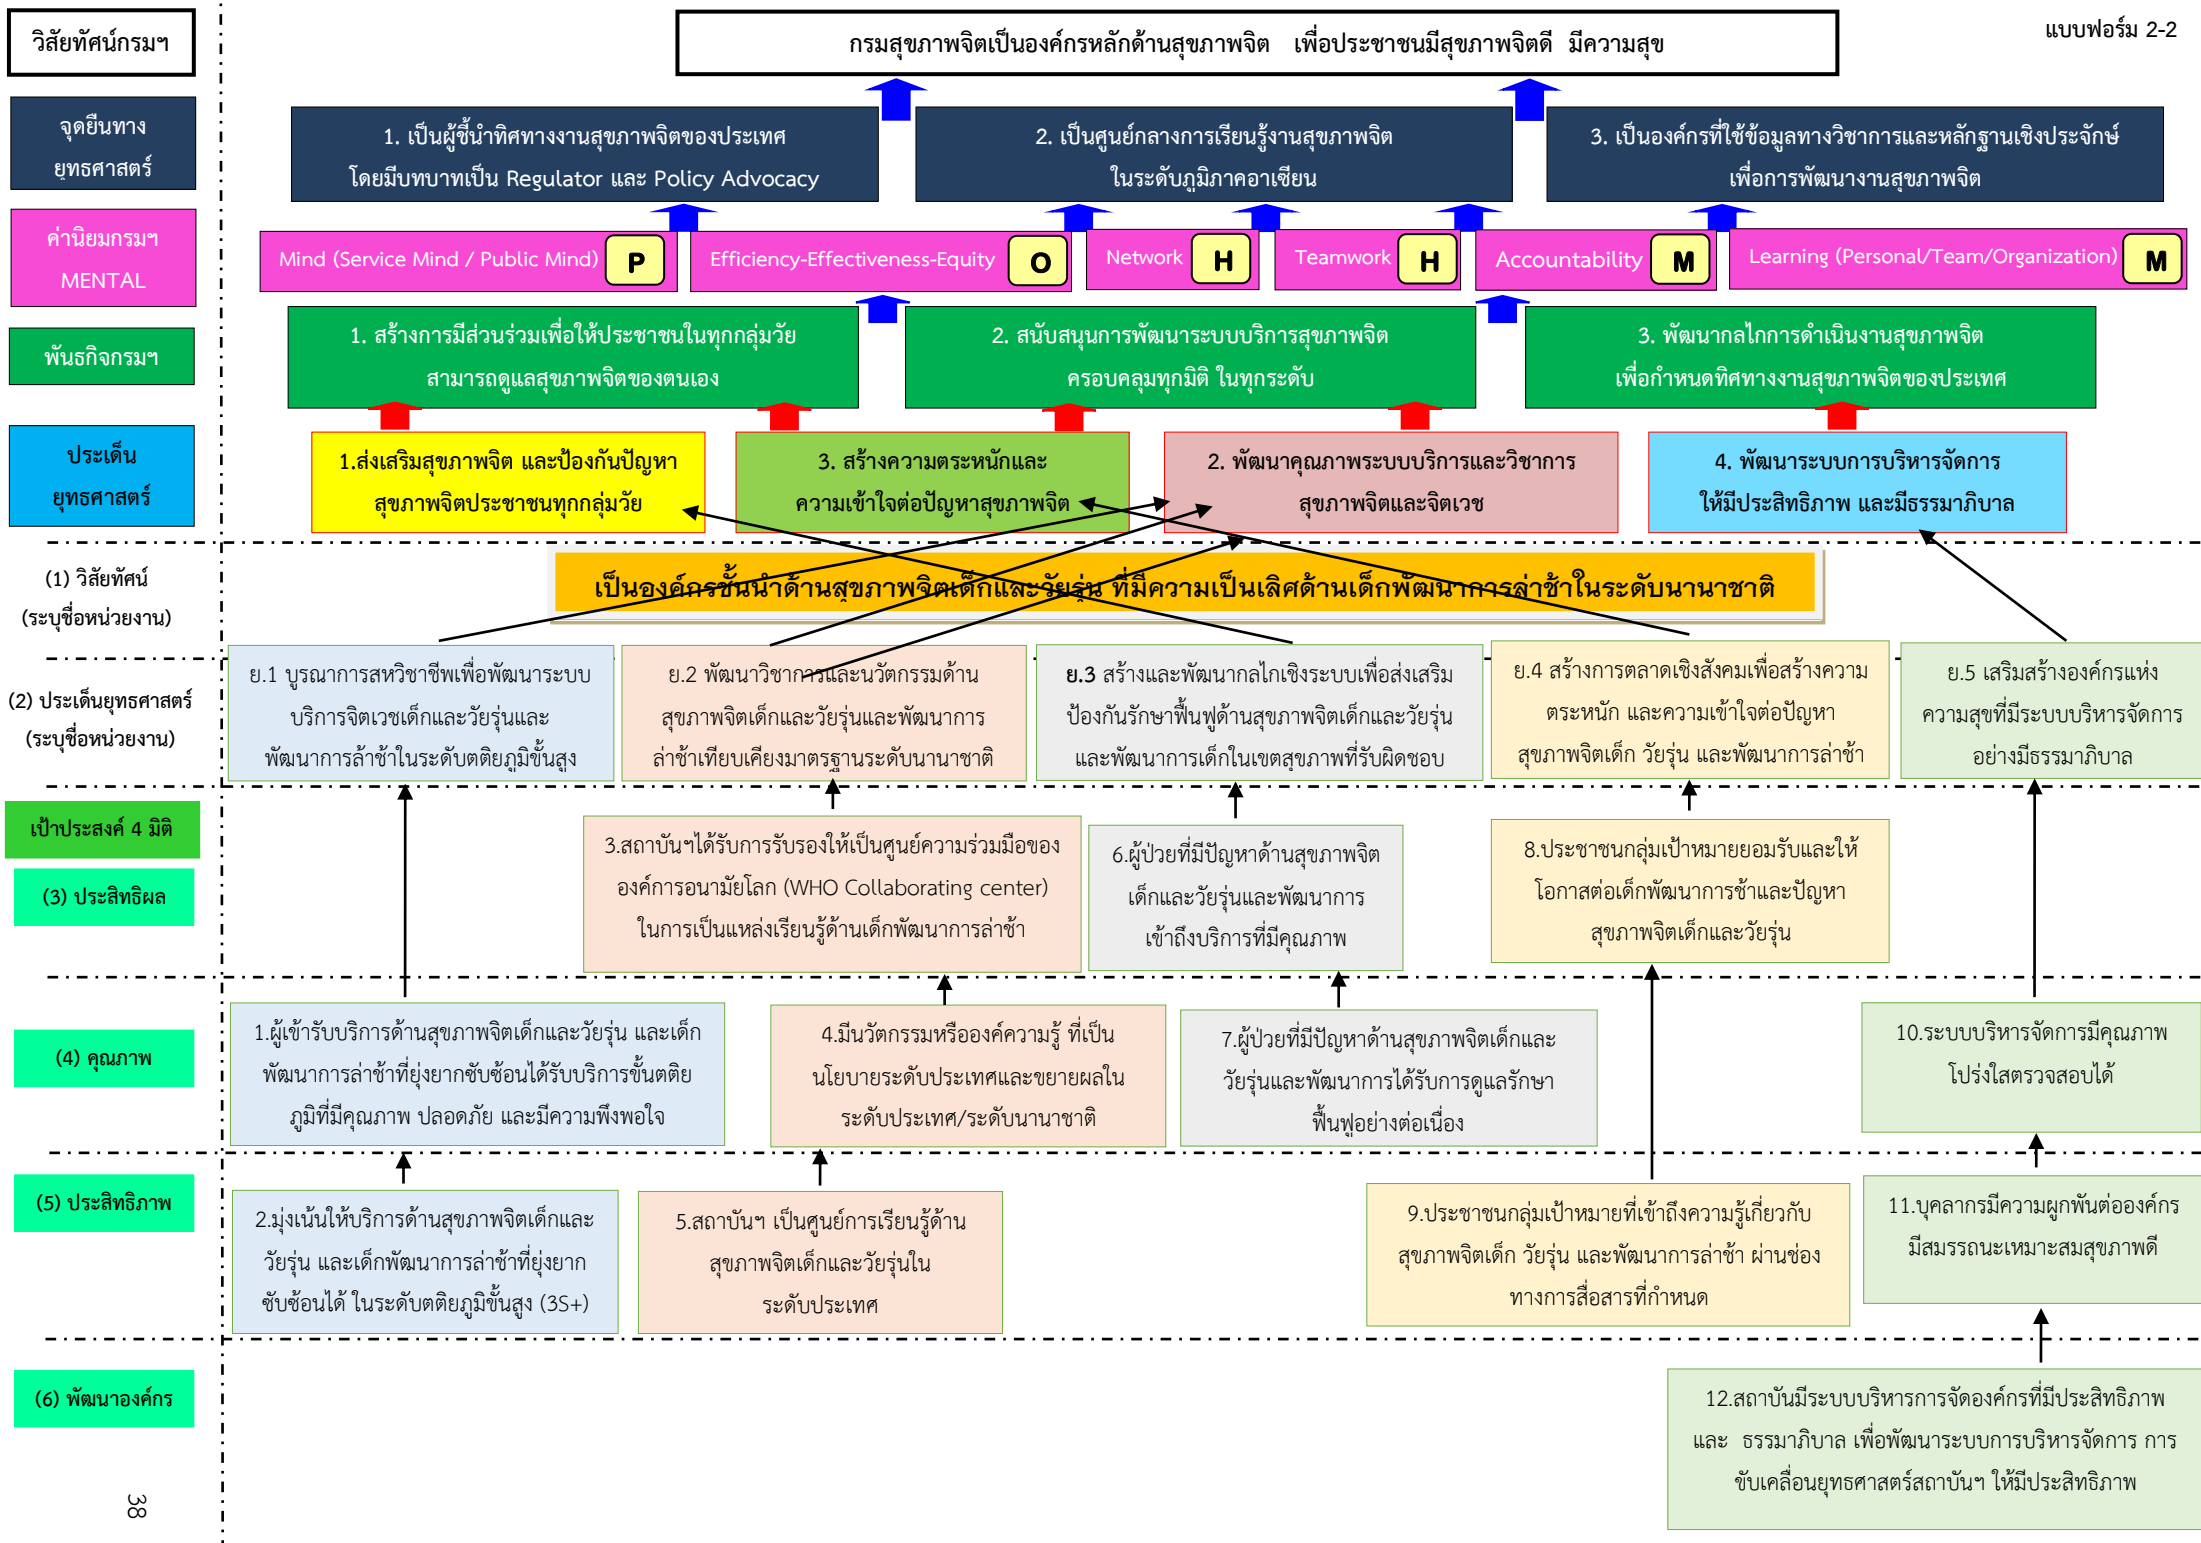 วิสัยทัศน์กรมฯ
กรมสุขภาพจิตเป็นองค์กรหลักด้านสุขภาพจิต เพื่อประชาชนมีสุขภาพจิตดี มีความสุข
แบบฟอร์ม 2-2
จุดยืนทาง
ยุทธศาสตร์
1. เป็นผู้ชี้นำทิศทางงานสุขภาพจิตของประเทศ
โดยมีบทบาทเป็น Regulator และ Policy Advocacy
2. เป็นศูนย์กลางการเรียนรู้งานสุขภาพจิต
ในระดับภูมิภาคอาเซียน
3. เป็นองค์กรที่ใช้ข้อมูลทางวิชาการและหลักฐานเชิงประจักษ์
เพื่อการพัฒนางานสุขภาพจิต
ค่านิยมกรมฯ
MENTAL
Mind (Service Mind / Public Mind) P
Efficiency-Effectiveness-Equity O
Network H
Teamwork H
Accountability M
Learning (Personal/Team/Organization) M
พันธกิจกรมฯ
1. สร้างการมีส่วนร่วมเพื่อให้ประชาชนในทุกกลุ่มวัย
สามารถดูแลสุขภาพจิตของตนเอง
2. สนับสนุนการพัฒนาระบบบริการสุขภาพจิต
ครอบคลุมทุกมิติ ในทุกระดับ
3. พัฒนากลไกการดำเนินงานสุขภาพจิต
เพื่อกำหนดทิศทางงานสุขภาพจิตของประเทศ
ประเด็น
ยุทธศาสตร์
1.ส่งเสริมสุขภาพจิต และป้องกันปัญหา
สุขภาพจิตประชาชนทุกกลุ่มวัย
3. สร้างความตระหนักและ
ความเข้าใจต่อปัญหาสุขภาพจิต
2. พัฒนาคุณภาพระบบบริการและวิชาการ
สุขภาพจิตและจิตเวช
4. พัฒนาระบบการบริหารจัดการ
ให้มีประสิทธิภาพ และมีธรรมาภิบาล
(1) วิสัยทัศน์
(ระบุชื่อหน่วยงาน)
เป็นองค์กรชั้นนำด้านสุขภาพจิตเด็กและวัยรุ่น ที่มีความเป็นเลิศด้านเด็กพัฒนาการล่าช้าในระดับนานาชาติ
(2) ประเด็นยุทธศาสตร์
(ระบุชื่อหน่วยงาน)
ย.1 บูรณาการสหวิชาชีพเพื่อพัฒนาระบบ
บริการจิตเวชเด็กและวัยรุ่นและ
พัฒนาการล้าช้าในระดับตติยภูมิขั้นสูง
ย.2 พัฒนาวิชาการและนวัตกรรมด้าน
สุขภาพจิตเด็กและวัยรุ่นและพัฒนาการ
ล่าช้าเทียบเคียงมาตรฐานระดับนานาชาติ
ย.3 สร้างและพัฒนากลไกเชิงระบบเพื่อส่งเสริม
ป้องกันรักษาฟื้นฟูด้านสุขภาพจิตเด็กและวัยรุ่น
และพัฒนาการเด็กในเขตสุขภาพที่รับผิดชอบ
ย.4 สร้างการตลาดเชิงสังคมเพื่อสร้างความ
ตระหนัก และความเข้าใจต่อปัญหา
สุขภาพจิตเด็ก วัยรุ่น และพัฒนาการล่าช้า
ย.5 เสริมสร้างองค์กรแห่ง
ความสุขที่มีระบบบริหารจัดการ
อย่างมีธรรมาภิบาล
เป้าประสงค์ 4 มิติ
(3) ประสิทธิผล
3.สถาบันฯได้รับการรับรองให้เป็นศูนย์ความร่วมมือของ
องค์การอนามัยโลก (WHO Collaborating center)
ในการเป็นแหล่งเรียนรู้ด้านเด็กพัฒนาการล่าช้า
6.ผู้ป่วยที่มีปัญหาด้านสุขภาพจิต
เด็กและวัยรุ่นและพัฒนาการ
เข้าถึงบริการที่มีคุณภาพ
8.ประชาชนกลุ่มเป้าหมายยอมรับและให้
โอกาสต่อเด็กพัฒนาการช้าและปัญหา
สุขภาพจิตเด็กและวัยรุ่น
(4) คุณภาพ
1.ผู้เข้ารับบริการด้านสุขภาพจิตเด็กและวัยรุ่น และเด็ก
พัฒนาการล่าช้าที่ยุ่งยากซับซ้อนได้รับบริการขั้นตติย
ภูมิที่มีคุณภาพ ปลอดภัย และมีความพึงพอใจ
4.มีนวัตกรรมหรือองค์ความรู้ ที่เป็น
นโยบายระดับประเทศและขยายผลใน
ระดับประเทศ/ระดับนานาชาติ
7.ผู้ป่วยที่มีปัญหาด้านสุขภาพจิตเด็กและ
วัยรุ่นและพัฒนาการได้รับการดูแลรักษา
ฟื้นฟูอย่างต่อเนื่อง
10.ระบบบริหารจัดการมีคุณภาพ
โปร่งใสตรวจสอบได้
(5) ประสิทธิภาพ
2.มุ่งเน้นให้บริการด้านสุขภาพจิตเด็กและ
วัยรุ่น และเด็กพัฒนาการล่าช้าที่ยุ่งยาก
ซับซ้อนได้ ในระดับตติยภูมิขั้นสูง (3S+)
5.สถาบันฯ เป็นศูนย์การเรียนรู้ด้าน
สุขภาพจิตเด็กและวัยรุ่นใน
ระดับประเทศ
9.ประชาชนกลุ่มเป้าหมายที่เข้าถึงความรู้เกี่ยวกับ
สุขภาพจิตเด็ก วัยรุ่น และพัฒนาการล่าช้า ผ่านช่อง
ทางการสื่อสารที่กำหนด
11.บุคลากรมีความผูกพันต่อองค์กร
มีสมรรถนะเหมาะสมสุขภาพดี
(6) พัฒนาองค์กร
12.สถาบันมีระบบบริหารการจัดองค์กรที่มีประสิทธิภาพ
และ ธรรมาภิบาล เพื่อพัฒนาระบบการบริหารจัดการ การ
ขับเคลื่อนยุทธศาสตร์สถาบันฯ ให้มีประสิทธิภาพ
38